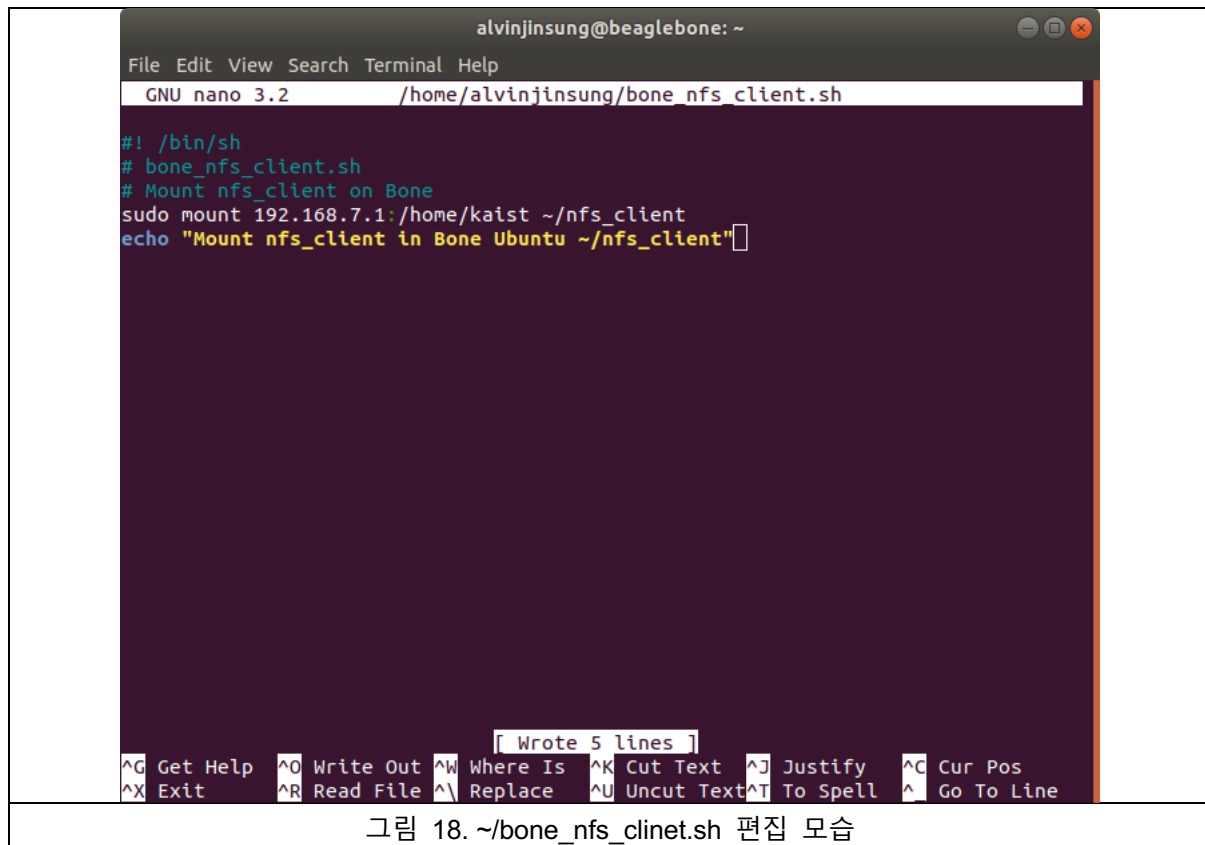 alvinjinsung@beaglebone: ~
File Edit View Search Terminal Help
GNU nano 3.2 /home/alvinjinsung/bone_nfs_client.sh
#! /bin/sh
# bone_nfs_client.sh
# Mount nfs_client on Bone
sudo mount 192.168.7.1:/home/kaist ~/nfs_client
echo "Mount nfs_client in Bone Ubuntu ~/nfs_client"
[ Wrote 5 lines ]
^G Get Help ^O Write Out ^W Where Is ^K Cut Text ^J Justify ^C Cur Pos
^X Exit ^R Read File ^\ Replace ^U Uncut Text ^T To Spell ^_ Go To Line
그림 18. ~/bone_nfs_clinet.sh 편집 모습